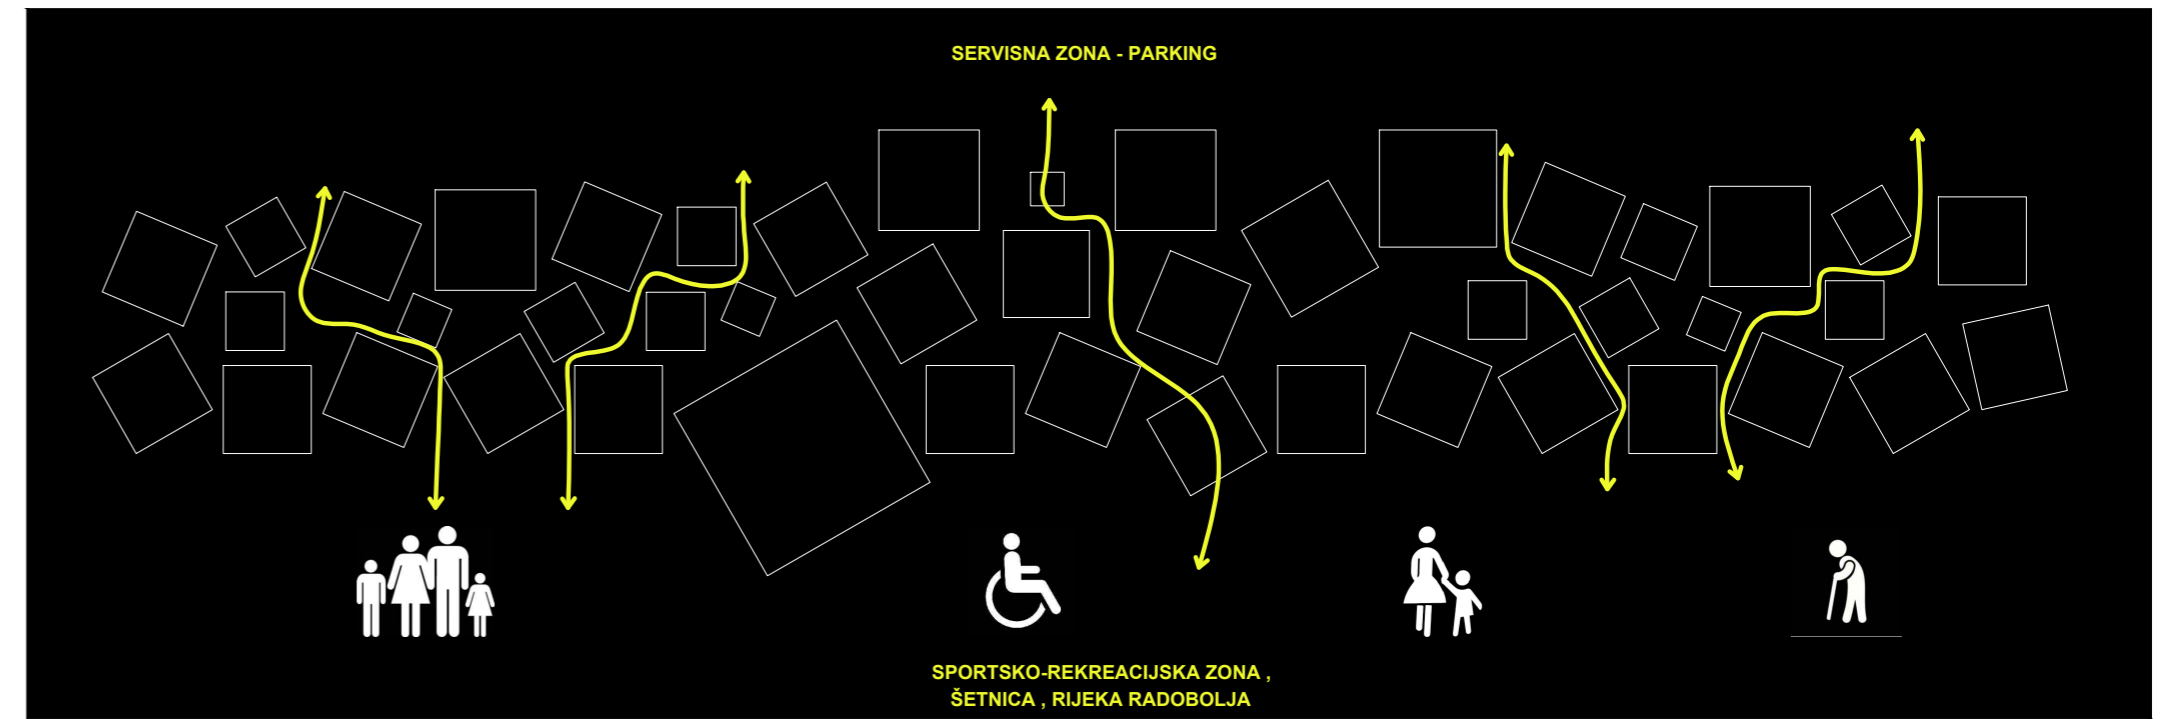 SERVISNA ZONA - PARKING
SPORTSKO-REKREACIJSKA ZONA ,
ŠETNICA , RIJEKA RADOBOLJA